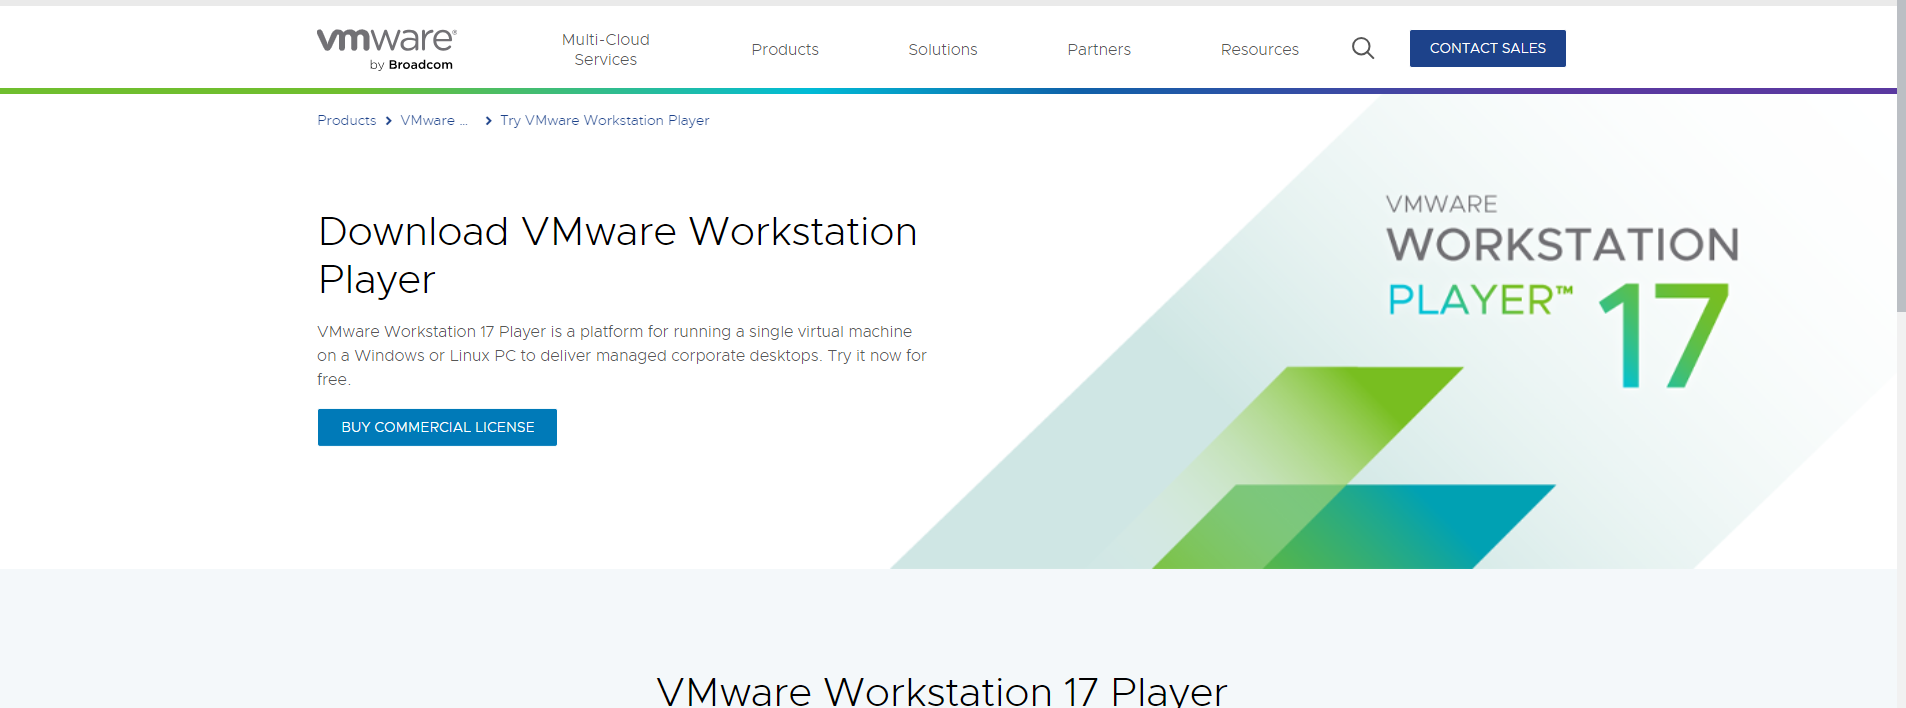 vmware®
by Broadcom
Multi-Cloud
Services
Products
Solutions
Partners
Resources
CONTACT SALES
Products > VMware ... > Try VMware Workstation Player
Download VMware Workstation
Player
VMware Workstation 17 Player is a platform for running a single virtual machine
on a Windows or Linux PC to deliver managed corporate desktops. Try it now for
free.
BUY COMMERCIAL LICENSE
VMWARE
WORKSTATION
PLAYER™ 17
VMware Workstation 17 Player